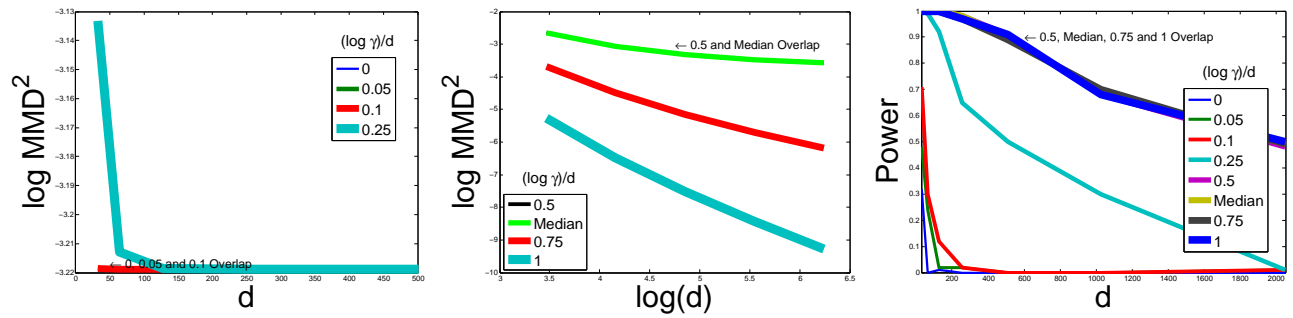 −3.13
−3.14
−3.15
−3.16
−3.17
−3.18
−3.19
−3.2
−3.21
−3.22
log MMD²
(log γ)/d
0
0.05
0.1
0.25
← 0, 0.05 and 0.1 Overlap
0 50 100 150 200 250 300 350 400 450 500
d
−2
−3
−4
−5
−6
−7
−8
−9
−10
log MMD²
← 0.5 and Median Overlap
(log γ)/d
0.5
Median
0.75
1
3 3.5 4 4.5 5 5.5 6 6.5
log(d)
1
0.9
0.8
0.7
0.6
0.5
0.4
0.3
0.2
0.1
0
Power
← 0.5, Median, 0.75 and 1 Overlap
(log γ)/d
0
0.05
0.1
0.25
0.5
Median
0.75
1
200 400 600 800 1000 1200 1400 1600 1800 2000
d